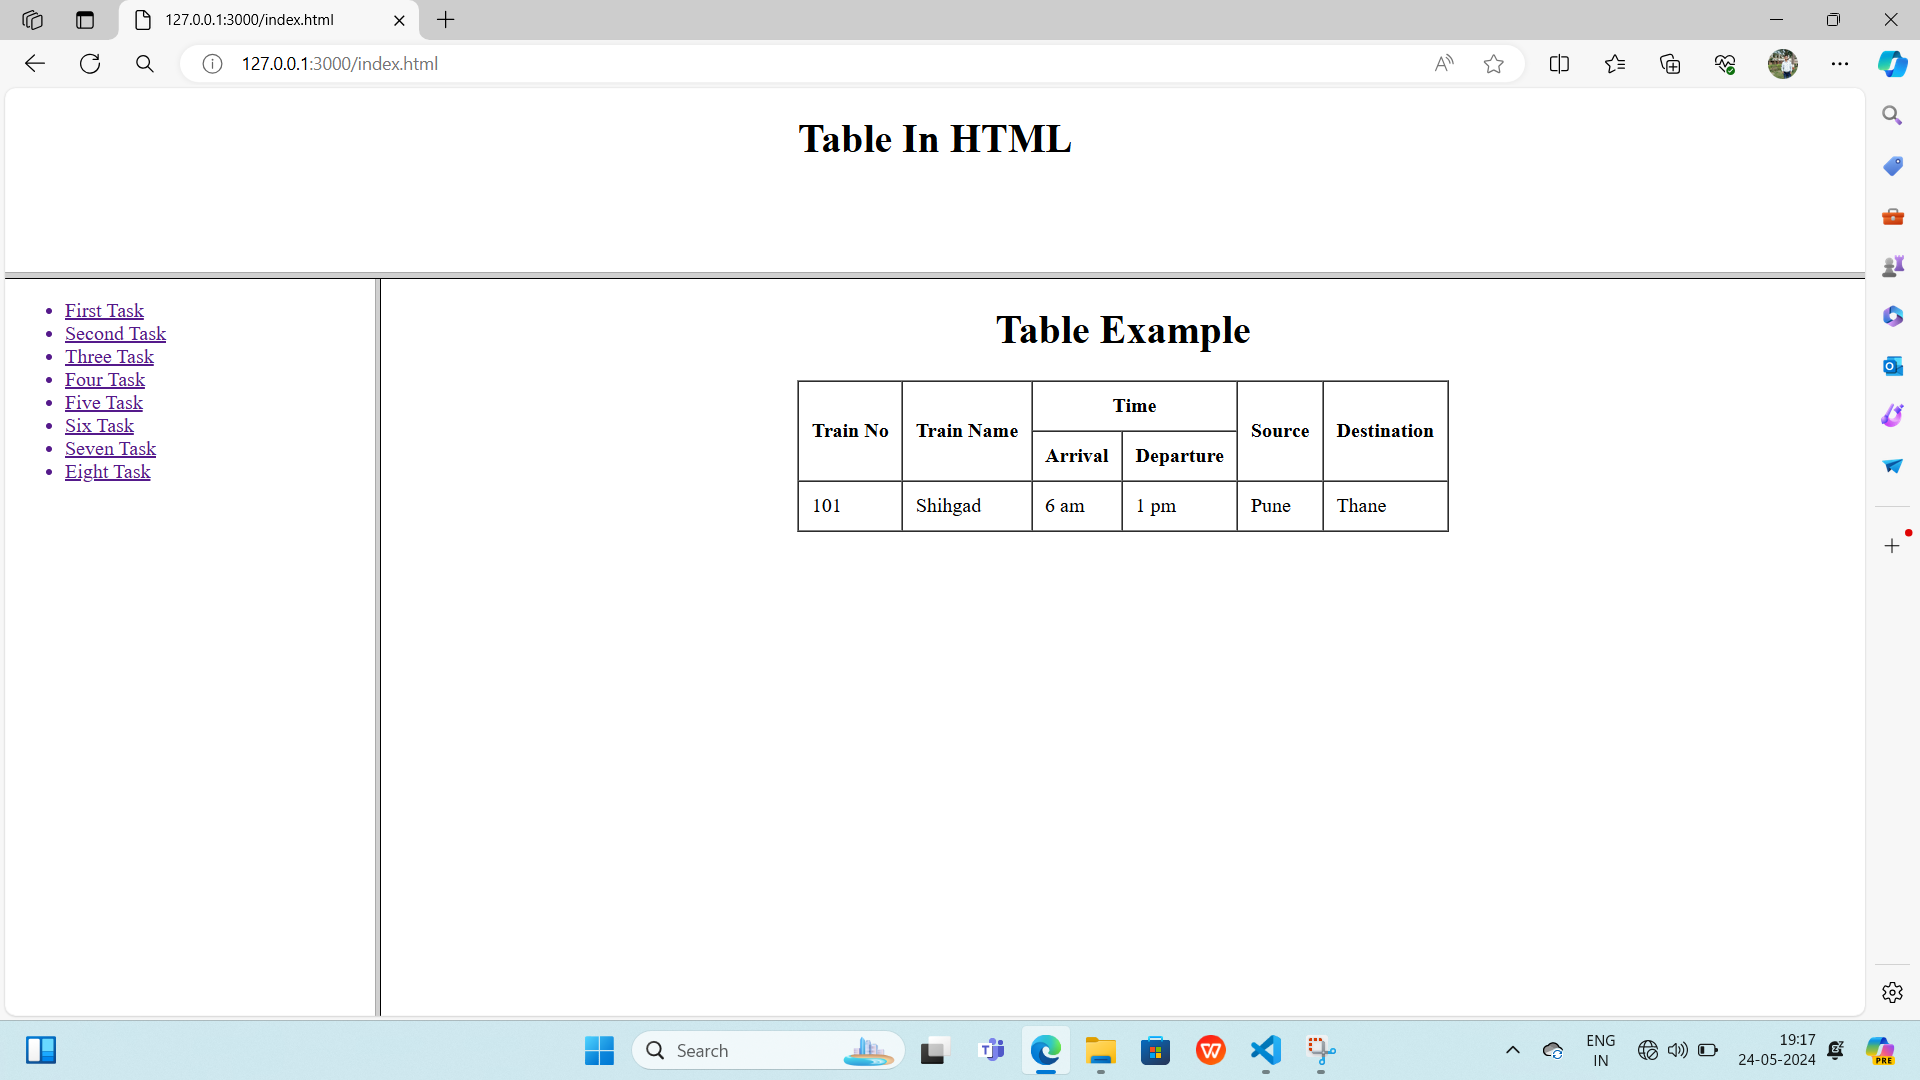 127.0.0.1:3000/index.html
127.0.0.1:3000/index.html
Table In HTML
First Task
Second Task
Three Task
Four Task
Five Task
Six Task
Seven Task
Eight Task
Table Example
Train No Train Name Time Source Destination
Arrival Departure
101 Shihgad 6 am 1 pm Pune Thane
Search
ENG
IN
19:17
24-05-2024
PRE